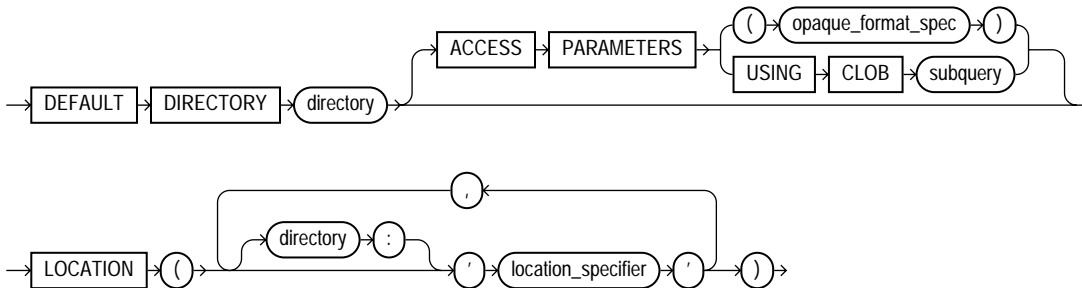 ACCESS PARAMETERS ( opaque_format_spec )
USING CLOB subquery
DEFAULT DIRECTORY directory
,
directory :
LOCATION ( ' location_specifier ' )